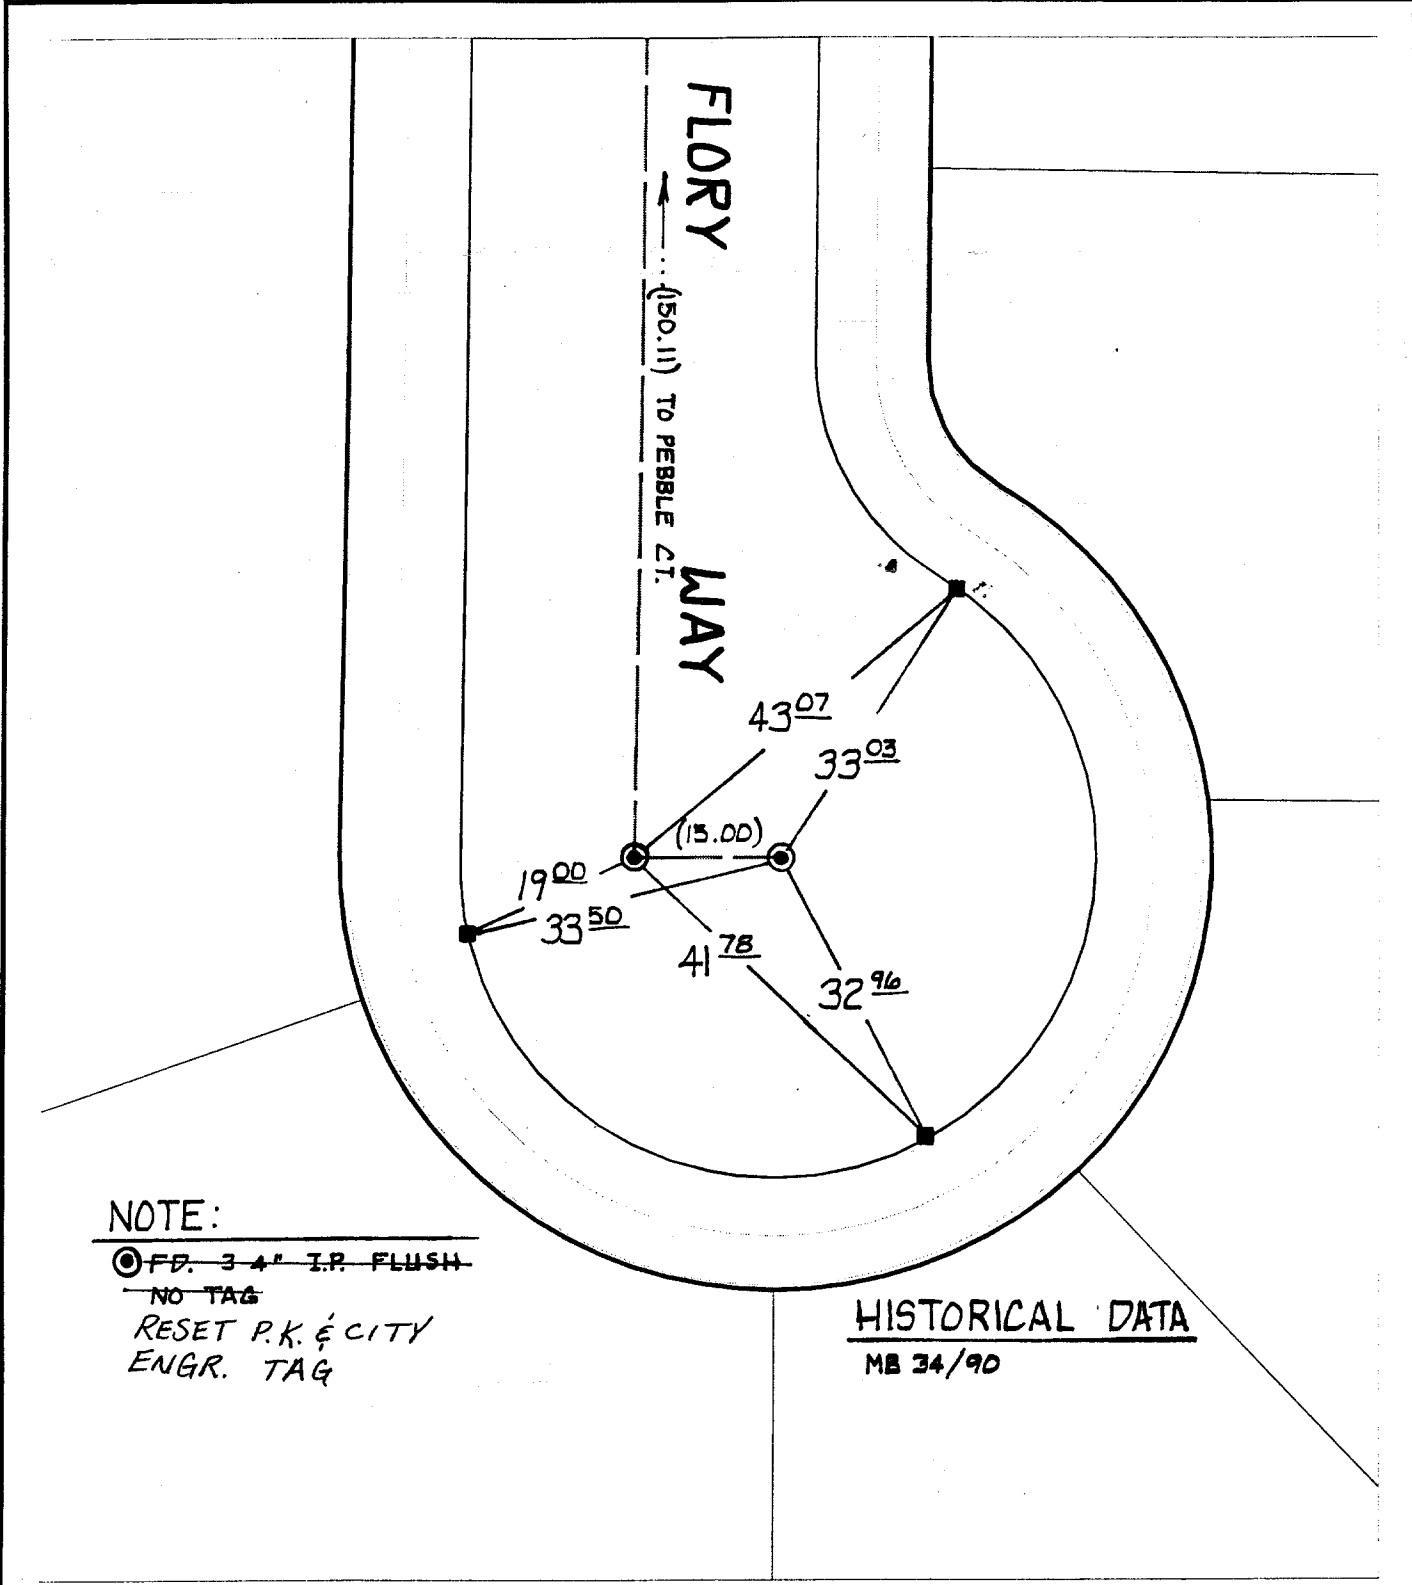 FLORY WAY
(150.11) TO PEBBLE CT.
43 07
33 03
(15.00)
19 00
33 50
41 78
32 96
NOTE:
FD. 3 4" I.P. FLUSH
NO TAG
RESET P.K. & CITY
ENGR. TAG
HISTORICAL DATA
MB 34/90